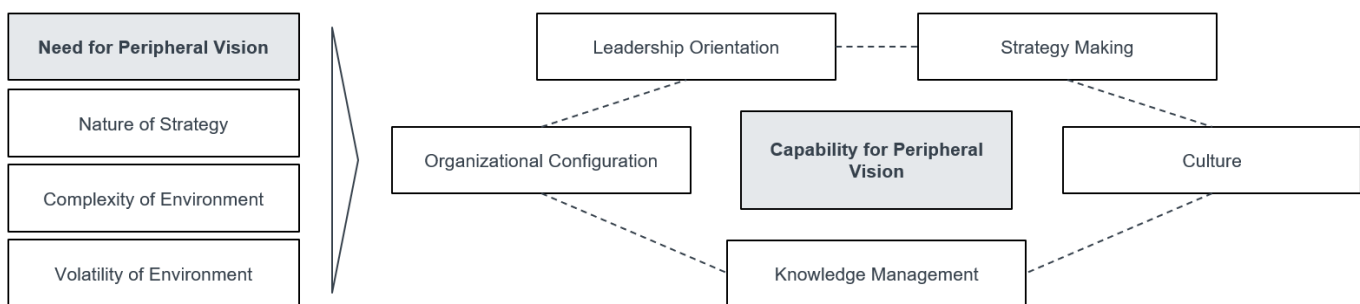 Need for Peripheral Vision
Nature of Strategy
Complexity of Environment
Volatility of Environment
Leadership Orientation
Strategy Making
Organizational Configuration
Capability for Peripheral
Vision
Culture
Knowledge Management